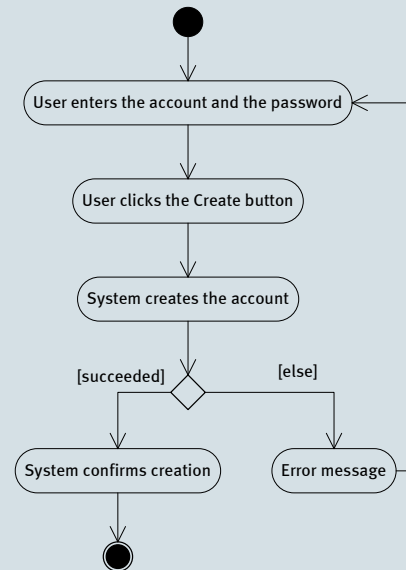 User enters the account and the password
User clicks the Create button
System creates the account
[succeeded]
[else]
System confirms creation
Error message